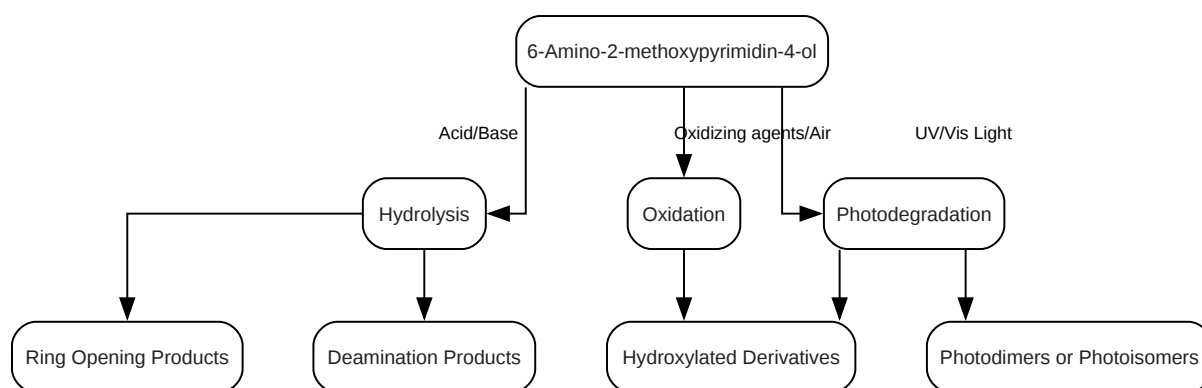 6-Amino-2-methoxypyrimidin-4-ol
Acid/Base
Oxidizing agents/Air
UV/Vis Light
Hydrolysis
Oxidation
Photodegradation
Ring Opening Products
Deamination Products
Hydroxylated Derivatives
Photodimers or Photoisomers